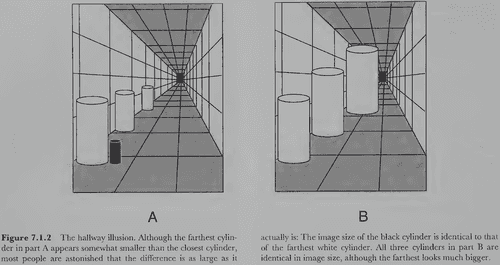 A
B
Figure 7.1.2 The hallway illusion. Although the farthest cylin-
der in part A appears somewhat smaller than the closest cylinder,
most people are astonished that the difference is as large as it
actually is: The image size of the black cylinder is identical to that
of the farthest white cylinder. All three cylinders in part B are
identical in image size, although the farthest looks much bigger.